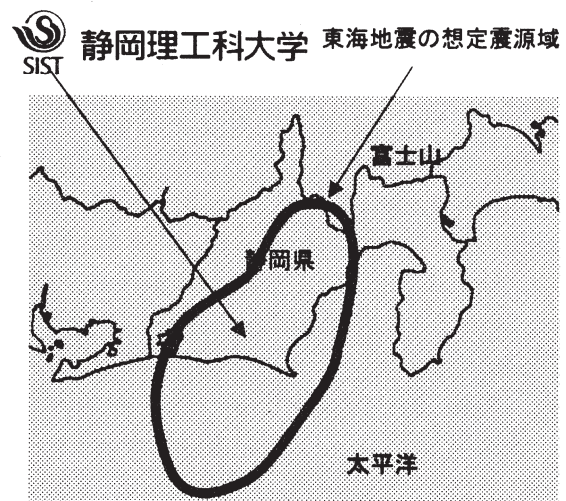 SIST
静岡理工科大学
東海地震の想定震源域
富士山
静岡県
太平洋